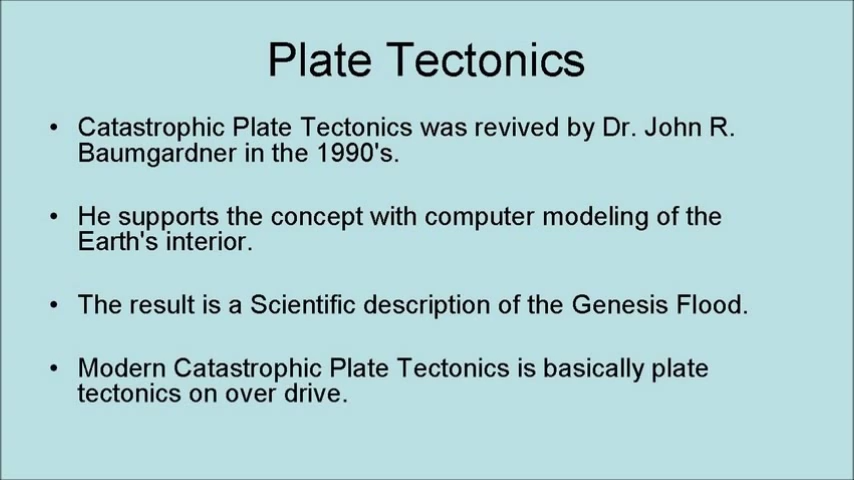 Plate Tectonics
• Catastrophic Plate Tectonics was revived by Dr. John R.
Baumgardner in the 1990's.
• He supports the concept with computer modeling of the
Earth's interior.
• The result is a Scientific description of the Genesis Flood.
• Modern Catastrophic Plate Tectonics is basically plate
tectonics on over drive.